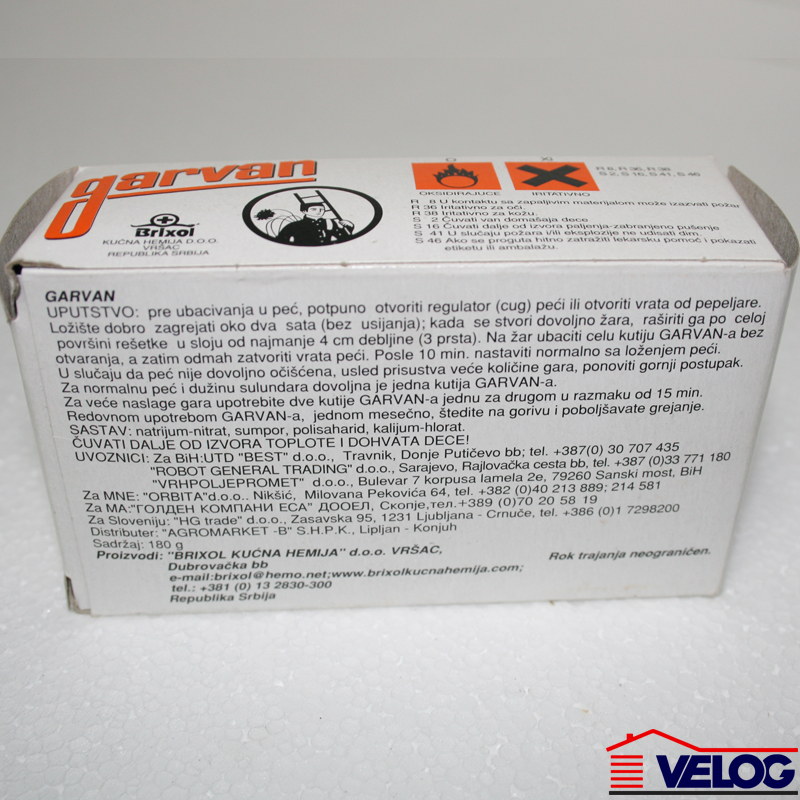 garvan
Brixol
KUĆNA HEMIJA D.O.O.
VRŠAC
REPUBLIKA SRBIJA
O
Xi
OKSIDIRAJUĆE
IRITATIVNO
R 8, R 36, R 38
S 2, S 16, S 41, S 46
R 8 U kontaktu sa zapaljivim materijalom može izazvati požar
R 36 Iritativno za oči.
R 38 Iritativno za kožu.
S 2 Čuvati van domašaja dece
S 16 Čuvati dalje od izvora paljenja-zabranjeno pušenje
S 41 U slučaju požara i/ili eksplozije ne udisati dim
S 46 Ako se proguta hitno zatražiti lekarsku pomoć i pokazati
etiketu ili ambalažu.
GARVAN
UPUTSTVO: pre ubacivanja u peć, potpuno otvoriti regulator (cug) peći ili otvoriti vrata od pepeljare.
Ložište dobro zagrejati oko dva sata (bez usijanja); kada se stvori dovoljno žara, raširiti ga po celoj
površini rešetke u sloju od najmanje 4 cm debljine (3 prsta). Na žar ubaciti celu kutiju GARVAN-a bez
otvaranja, a zatim odmah zatvoriti vrata peći. Posle 10 min. nastaviti normalno sa loženjem peći.
U slučaju da peć nije dovoljno očišćena, usled prisustva veće količine gara, ponoviti gornji postupak.
Za normalnu peć i dužinu sulundara dovoljna je jedna kutija GARVAN-a.
Za veće naslage gara upotrebite dve kutije GARVAN-a jednu za drugom u razmaku od 15 min.
Redovnom upotrebom GARVAN-a, jednom mesečno, štedite na gorivu i poboljšavate grejanje.
SASTAV: natrijum-nitrat, sumpor, polisaharid, kalijum-hlorat.
ČUVATI DALJE OD IZVORA TOPLOTE I DOHVATA DECE!
UVOZNICI: Za BiH:UTD "BEST" d.o.o., Travnik, Donje Putićevo bb; tel. +387(0) 30 707 435
"ROBOT GENERAL TRADING" d.o.o., Sarajevo, Rajlovačka cesta bb, tel. +387 (0)33 771 180
"VRHPOLJEPROMET" d.o.o., Bulevar 7 korpusa lamela 2e, 79260 Sanski most, BiH
Za MNE: "ORBITA"d.o.o.. Nikšić, Milovana Pekovića 64, tel. +382 (0)40 213 889; 214 581
Za MA:"ГОЛДЕН КОМПАНИ ЕСА" ДООЕЛ, Скопје,тел.+389 (0)70 20 58 19
Za Sloveniju: "HG trade" d.o.o., Zasavska 95, 1231 Ljubljana - Črnuče, tel. +386 (0)1 7298200
Distributer: "AGROMARKET -B" S.H.P.K., Lipljan - Konjuh
Sadržaj: 180 g
Proizvodi: "BRIXOL KUĆNA HEMIJA" d.o.o. VRŠAC,
Rok trajanja neograničen.
Dubrovačka bb
e-mail:brixol@hemo.net;www.brixolkucnahemija.com;
tel.: +381 (0) 13 2830-300
Republika Srbija
VELOG